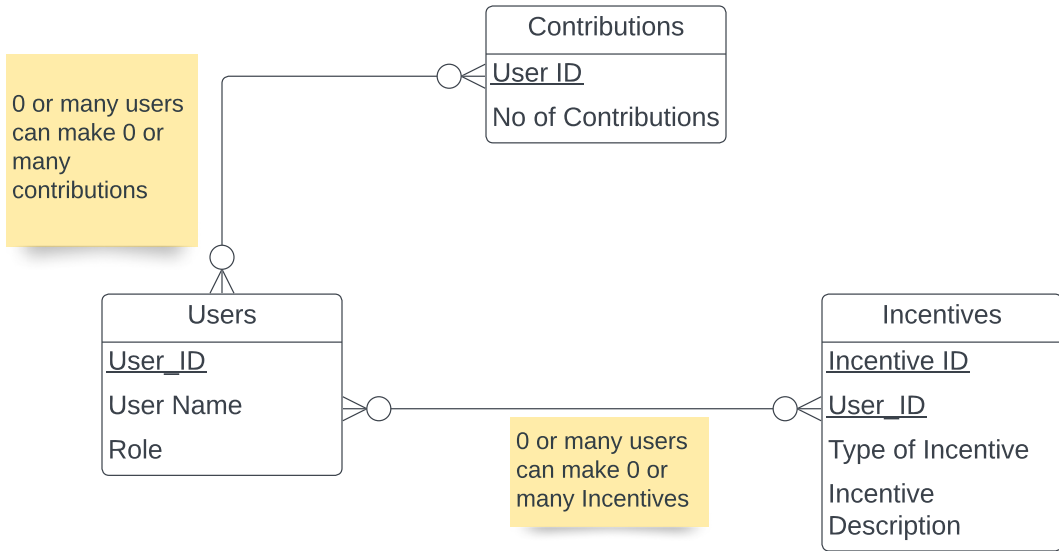 Contributions
User ID
No of Contributions
0 or many users
can make 0 or
many
contributions
Users
User_ID
User Name
Role
0 or many users
can make 0 or
many Incentives
Incentives
Incentive ID
User_ID
Type of Incentive
Incentive
Description